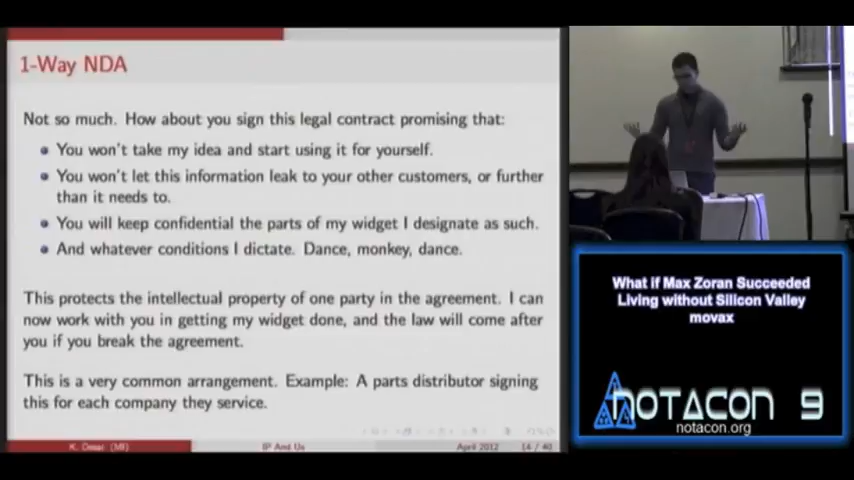 1-Way NDA
Not so much. How about you sign this legal contract promising that:
You won't take my idea and start using it for yourself.
You won't let this information leak to your other customers, or further
than it needs to.
You will keep confidential the parts of my widget I designate as such.
And whatever conditions I dictate. Dance, monkey, dance.
This protects the intellectual property of one party in the agreement. I can
now work with you in getting my widget done, and the law will come after
you if you break the agreement.
This is a very common arrangement. Example: A parts distributor signing
this for each company they service.
IP And Us
April 2012
14 / 40
What if Max Zoran Succeeded
Living without Silicon Valley
movax
NOTACON 9
notacon.org